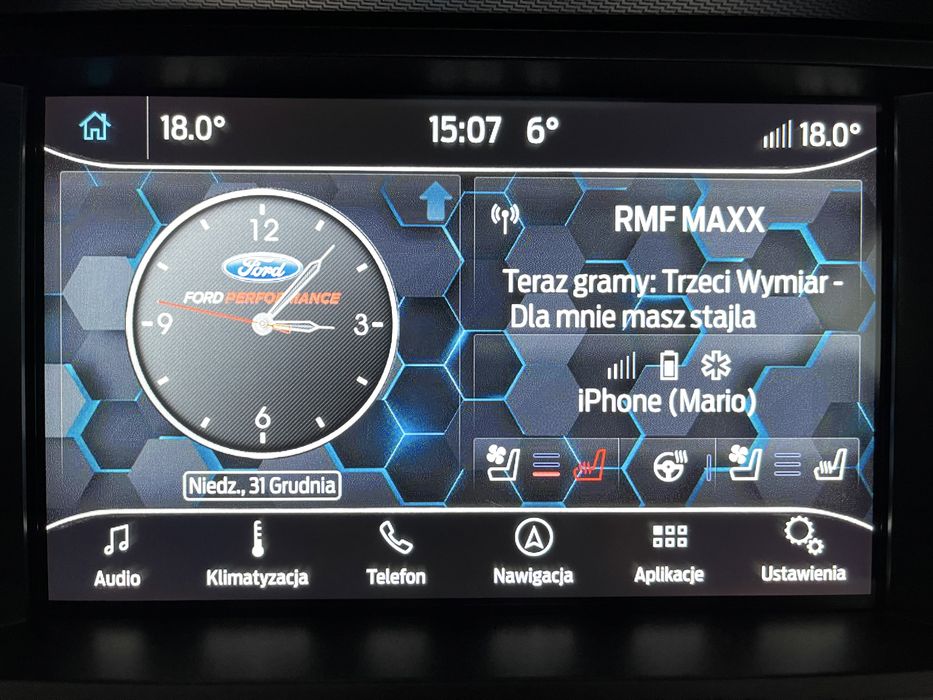 18.0°
15:07 6°
18.0°
12
Ford
FORD PERFORMANCE
9
3
6
Niedz., 31 Grudnia
RMF MAXX
Teraz gramy: Trzeci Wymiar -
Dla mnie masz stajla
iPhone (Mario)
Audio
Klimatyzacja
Telefon
Nawigacja
Aplikacje
Ustawienia